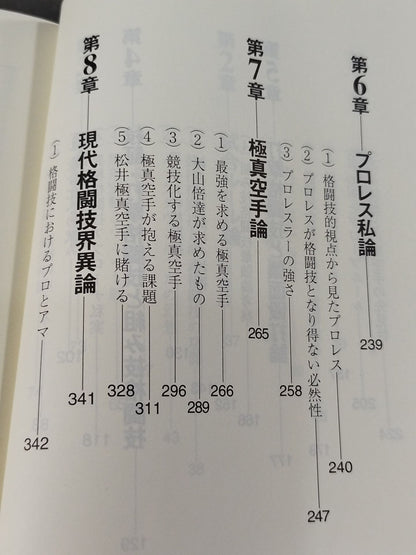 第6章――プロレス私論――239
(1) 格闘技的視点から見たプロレス――240
(2) プロレスが格闘技となり得ない必然性――247
(3) プロレスラーの強さ――258
第7章――極真空手論――265
(1) 最強を求める極真空手――266
(2) 大山倍達が求めたもの――289
(3) 競技化する極真空手――296
(4) 極真空手が抱える課題――311
(5) 松井極真空手に賭ける――328
第8章――現代格闘技界異論――341
(1) 格闘技におけるプロとアマ――342